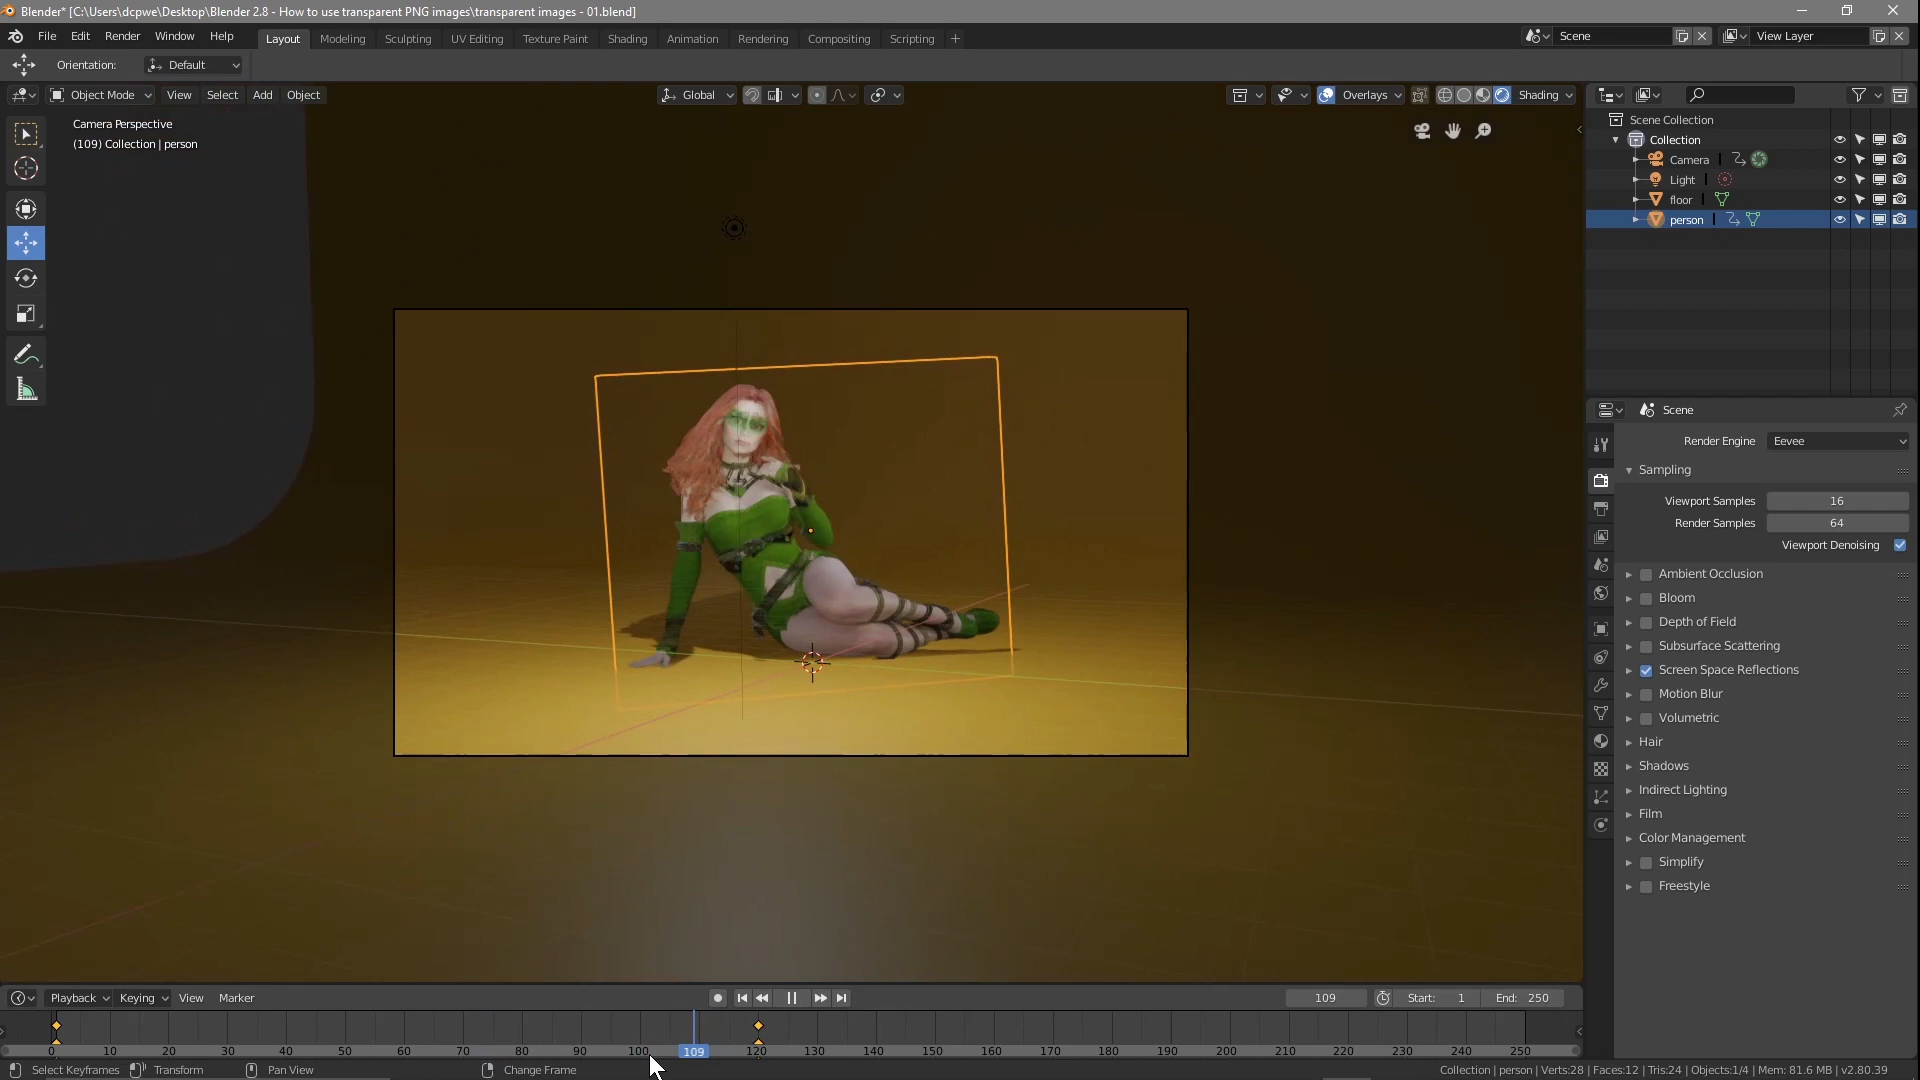 Blender* [C:\Users\dcpwe\Desktop\Blender 2.8 - How to use transparent PNG images\transparent images - 01.blend]
File Edit Render Window Help Layout Modeling Sculpting UV Editing Texture Paint Shading Animation Rendering Compositing Scripting + Scene View Layer
Orientation: Default
Object Mode View Select Add Object Global Overlays Shading
Camera Perspective
(109) Collection | person
Scene Collection
Collection
Camera
Light
floor
person
Scene
Render Engine Eevee
Sampling
Viewport Samples 16
Render Samples 64
Viewport Denoising
Ambient Occlusion
Bloom
Depth of Field
Subsurface Scattering
Screen Space Reflections
Motion Blur
Volumetric
Hair
Shadows
Indirect Lighting
Film
Color Management
Simplify
Freestyle
Playback Keying View Marker 109 Start: 1 End: 250
0 10 20 30 40 50 60 70 80 90 100 109 120 130 140 150 160 170 180 190 200 210 220 230 240 250
Select Keyframes Transform Pan View Change Frame Collection | person | Verts:28 | Faces:12 | Tris:24 | Objects:1/4 | Mem: 81.6 MB | v2.80.39